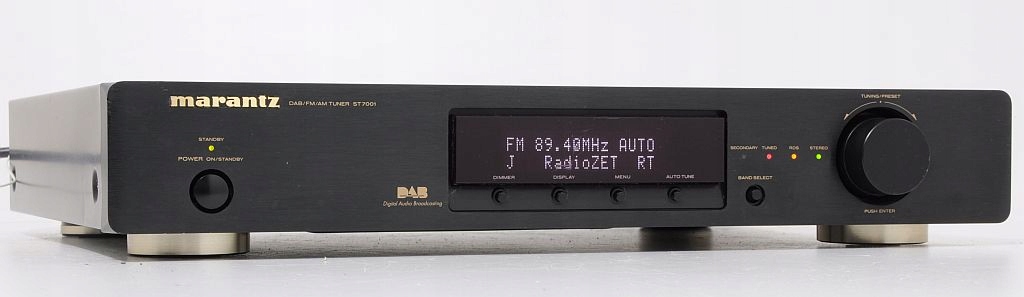 marantz DAB/FM/AM TUNER ST7001
STANDBY
POWER ON/STANDBY
DAB
Digital Audio Broadcasting
FM 89.40MHz AUTO
J RadioZET RT
DIMMER DISPLAY MENU AUTO TUNE
SECONDARY TUNED RDS STEREO
BAND SELECT
TUNING/PRESET
PUSH ENTER